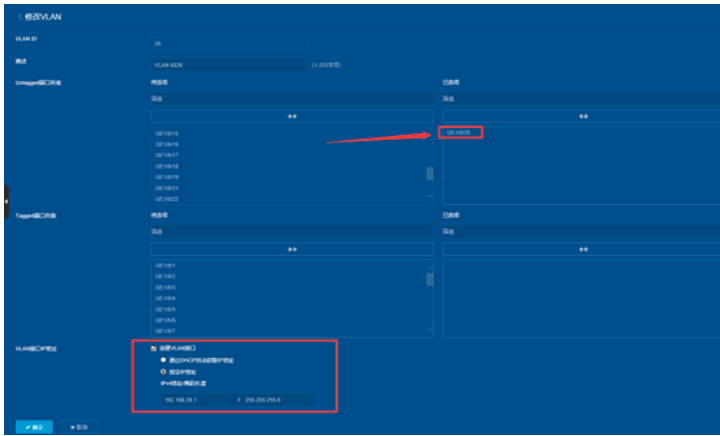 修改VLAN
VLAN ID
20
描述
VLAN 0020
(1-255字符)
Untagged端口列表
待选项
已选项
筛选
筛选
GE1/0/15
GE1/0/16
GE1/0/17
GE1/0/18
GE1/0/19
GE1/0/21
GE1/0/22
GE1/0/20
Tagged端口列表
待选项
已选项
筛选
筛选
GE1/0/1
GE1/0/2
GE1/0/3
GE1/0/4
GE1/0/5
GE1/0/6
GE1/0/7
VLAN接口IP地址
创建VLAN接口
通过DHCP自动获取IP地址
指定IP地址
IPv4地址/掩码长度
192.168.20.1 / 255.255.255.0
确定
取消